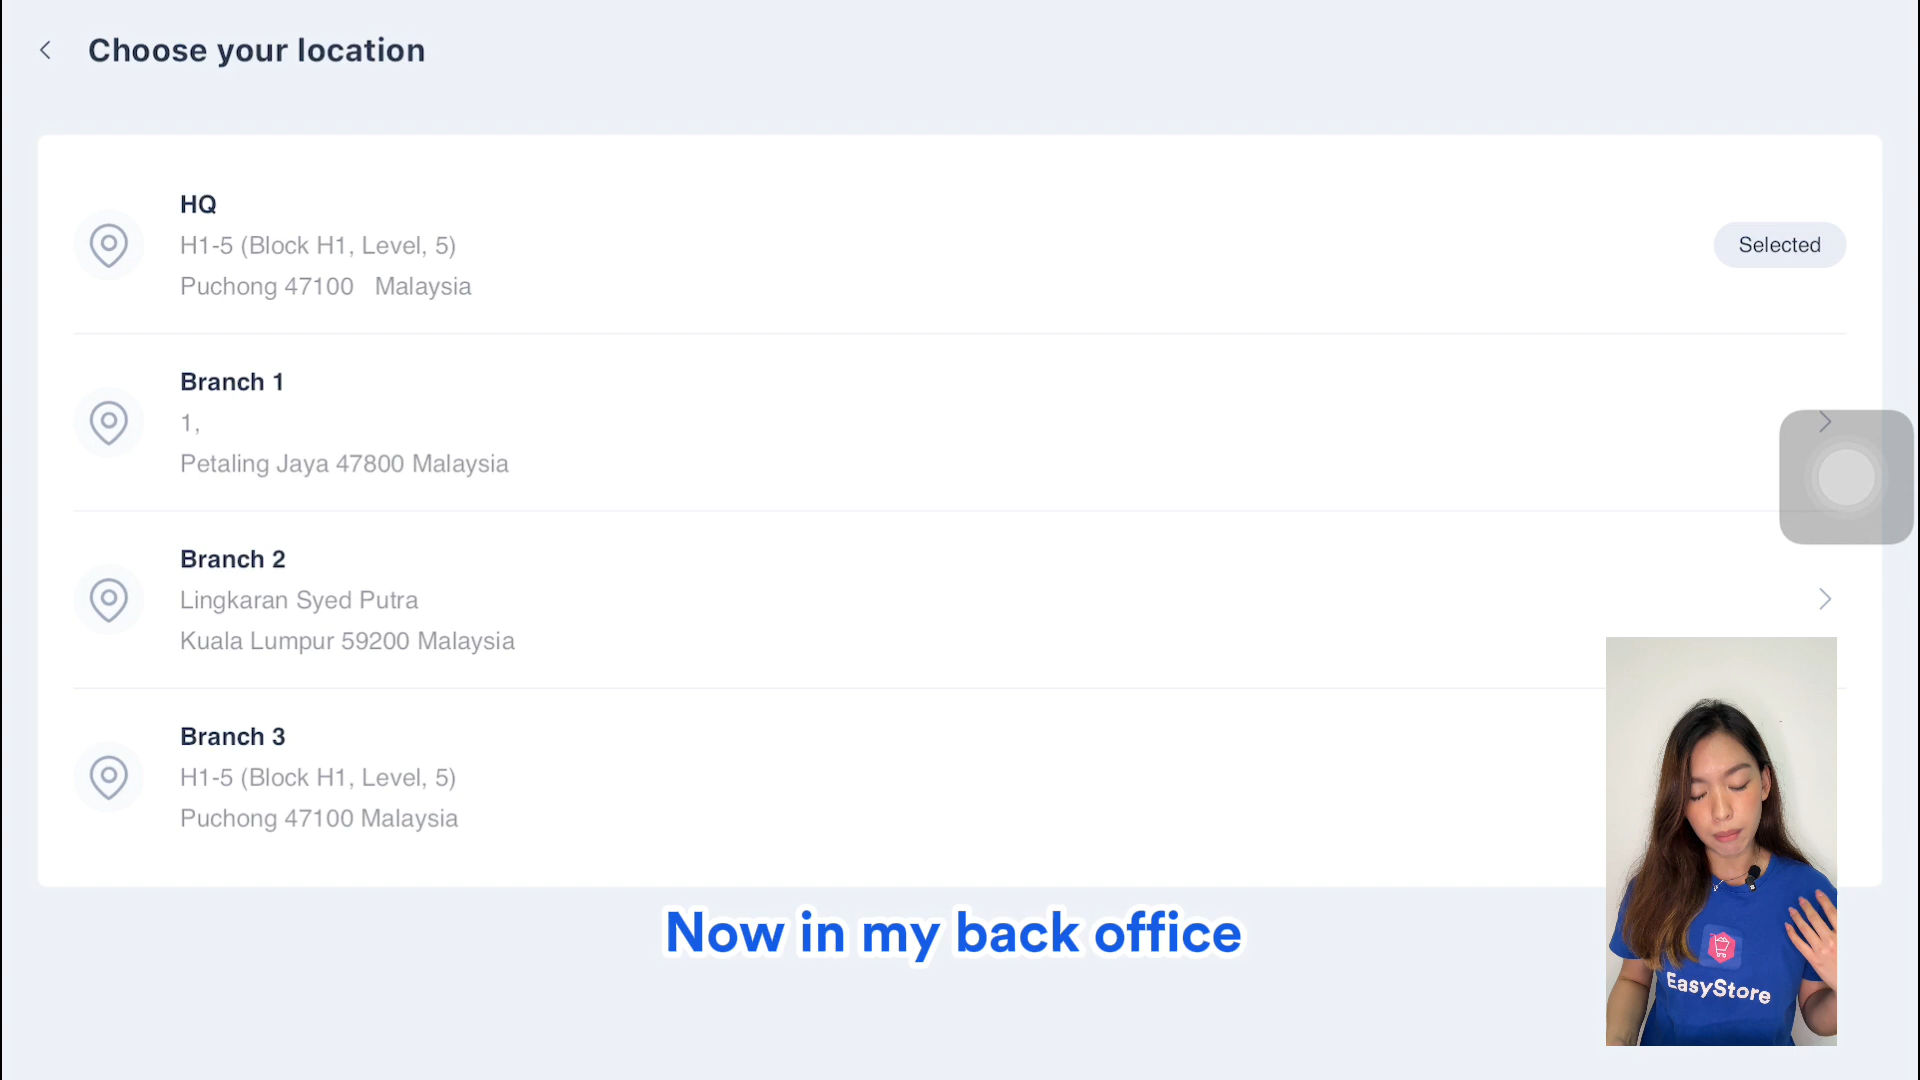 Choose your location
HQ
H1-5 (Block H1, Level, 5)
Puchong 47100 Malaysia
Selected
Branch 1
1,
Petaling Jaya 47800 Malaysia
Branch 2
Lingkaran Syed Putra
Kuala Lumpur 59200 Malaysia
Branch 3
H1-5 (Block H1, Level, 5)
Puchong 47100 Malaysia
Now in my back office
EasyStore